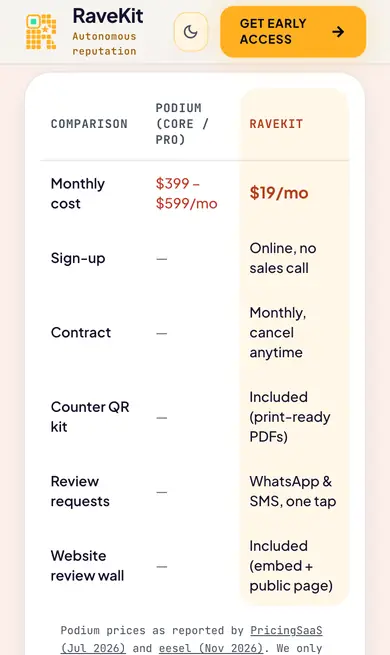 RaveKit
Autonomous
reputation
GET EARLY
ACCESS →
COMPARISON
PODIUM
(CORE /
PRO)
RAVEKIT
Monthly
cost
$399 –
$599/mo
$19/mo
Sign-up
—
Online, no
sales call
Contract
—
Monthly,
cancel
anytime
Counter QR
kit
—
Included
(print-ready
PDFs)
Review
requests
—
WhatsApp &
SMS, one tap
Website
review wall
—
Included
(embed +
public page)
Podium prices as reported by PricingSaaS
(Jul 2026) and eesel (Nov 2026). We only